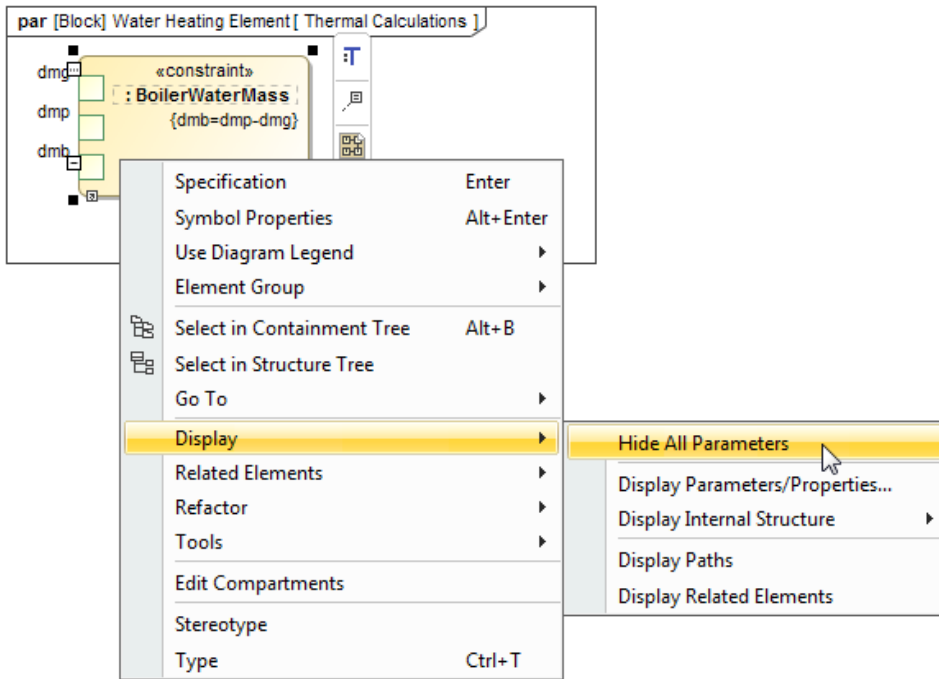 par [Block] Water Heating Element [ Thermal Calculations ]
dmg
«constraint»
: BoilerWaterMass
dmp
{dmb=dmp-dmg}
dmb
Specification Enter
Symbol Properties Alt+Enter
Use Diagram Legend
Element Group
Select in Containment Tree Alt+B
Select in Structure Tree
Go To
Display
Hide All Parameters
Related Elements
Display Parameters/Properties...
Refactor
Display Internal Structure
Tools
Display Paths
Edit Compartments
Display Related Elements
Stereotype
Type Ctrl+T